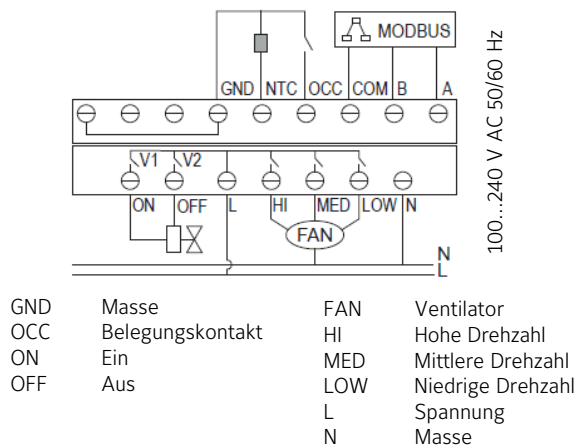 MODBUS
GND NTC OCC COM B A
100...240 V AC 50/60 Hz
V1 V2
ON OFF L HI MED LOW N
FAN
N
L
GND Masse
OCC Belegungskontakt
ON Ein
OFF Aus
FAN Ventilator
HI Hohe Drehzahl
MED Mittlere Drehzahl
LOW Niedrige Drehzahl
L Spannung
N Masse